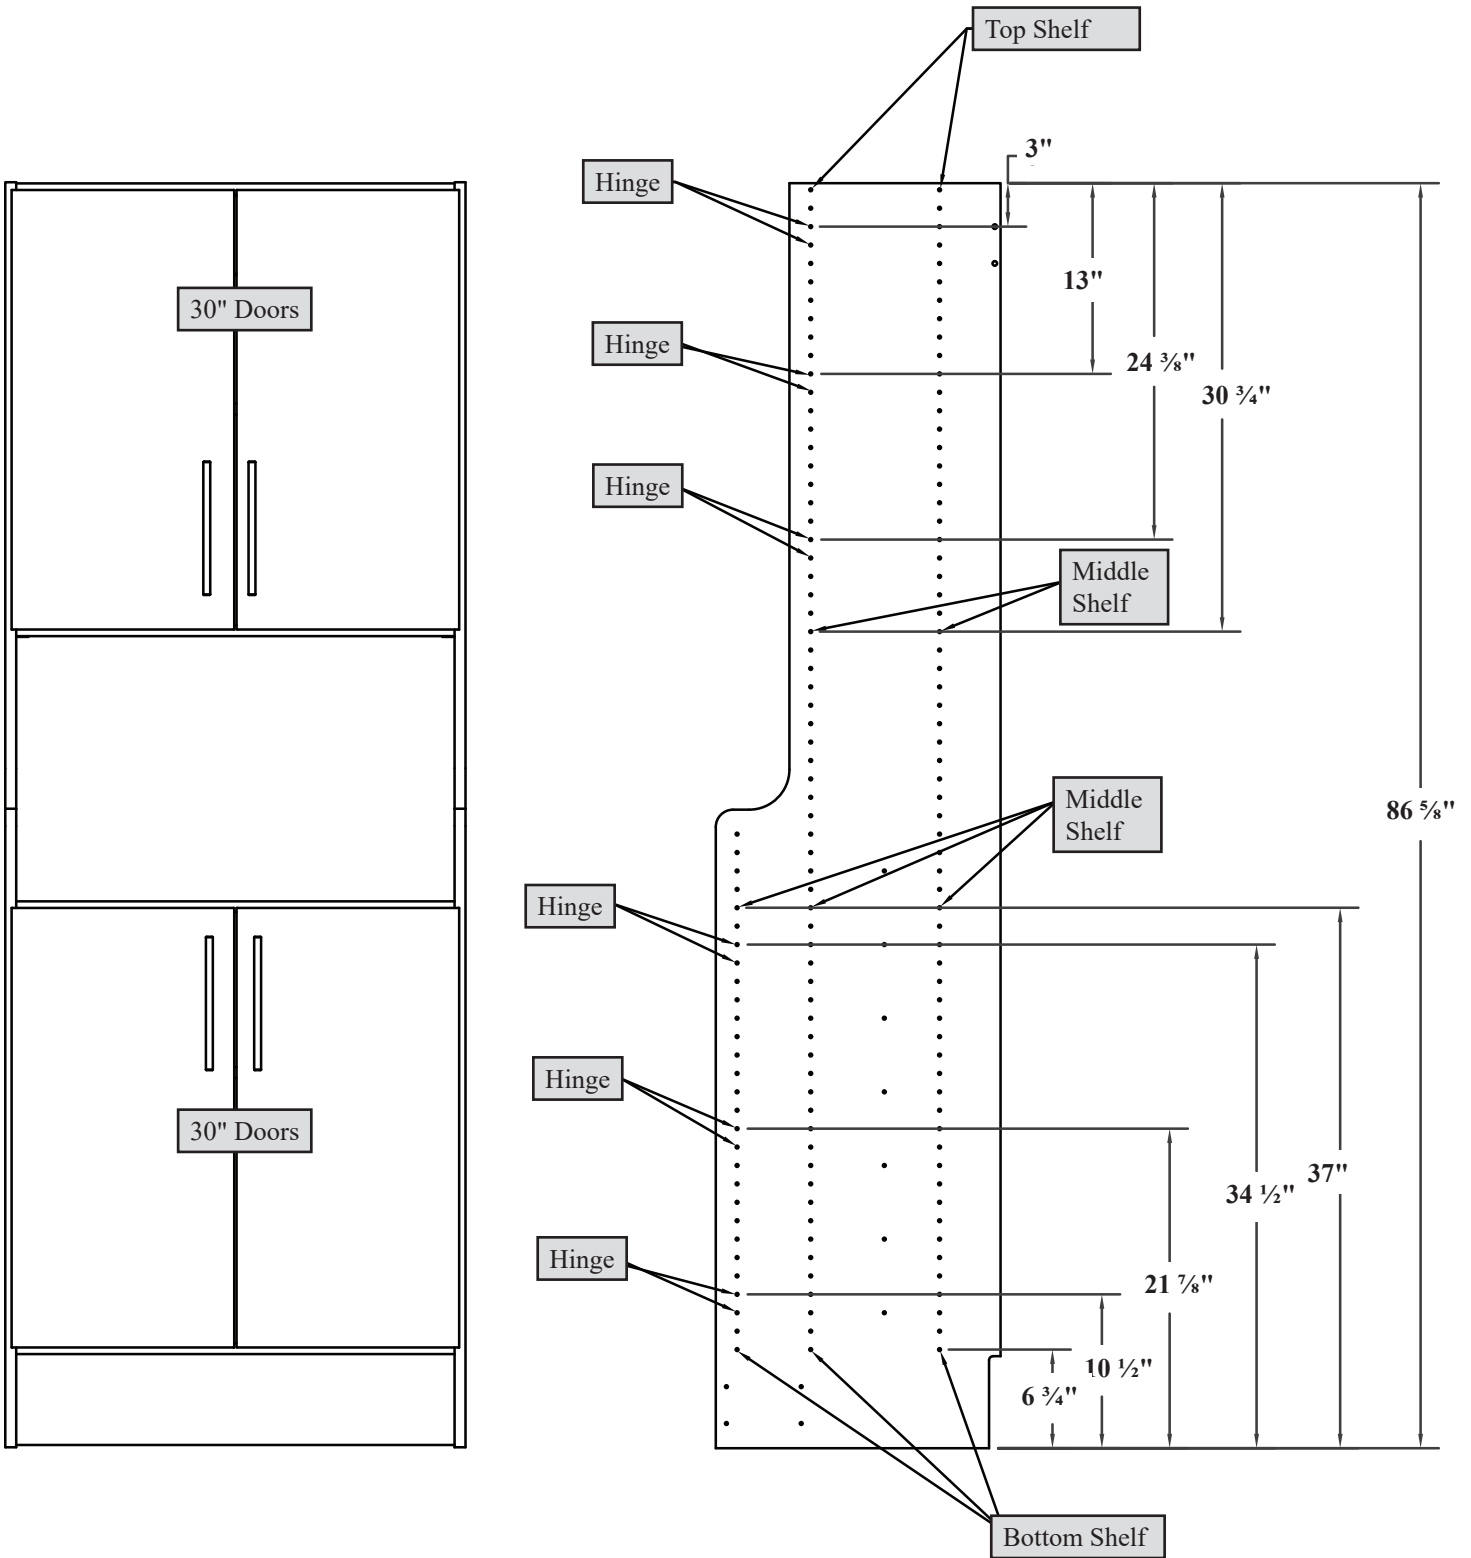 Top Shelf
3"
Hinge
13"
30" Doors
Hinge
24 ⅜"
30 ¾"
Hinge
Middle
Shelf
Middle
Shelf
86 ⅝"
Hinge
Hinge
30" Doors
37"
34 ½"
Hinge
21 ⅞"
10 ½"
6 ¾"
Bottom Shelf